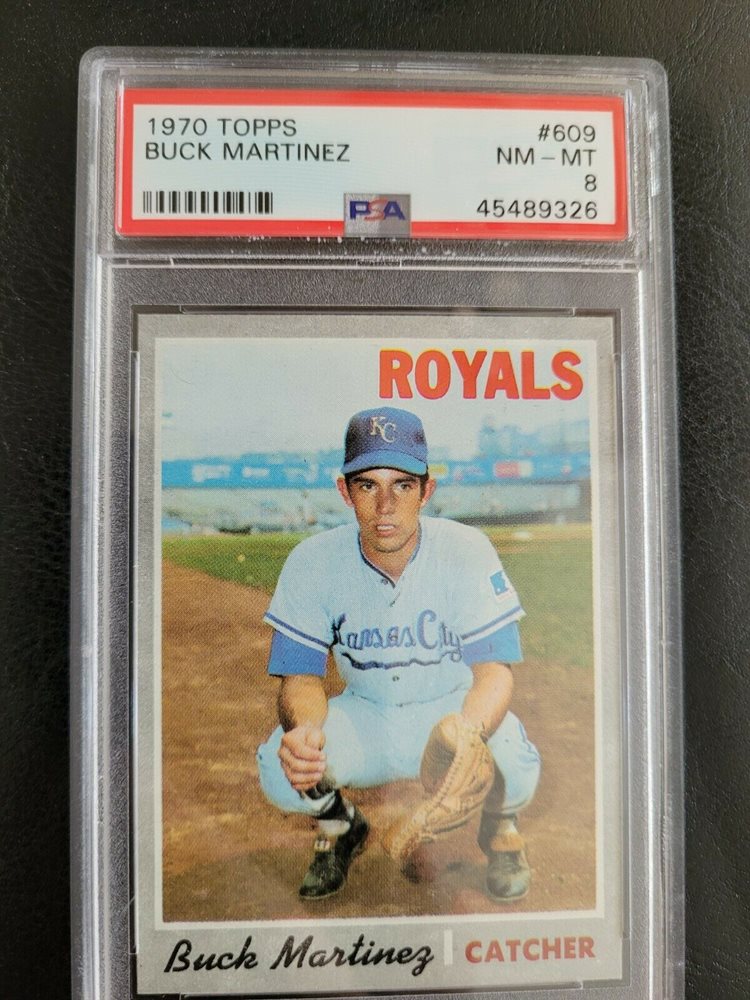 1970 TOPPS #609
BUCK MARTINEZ NM - MT
8
PSA 45489326
ROYALS
KC
Kansas City
Buck Martinez CATCHER